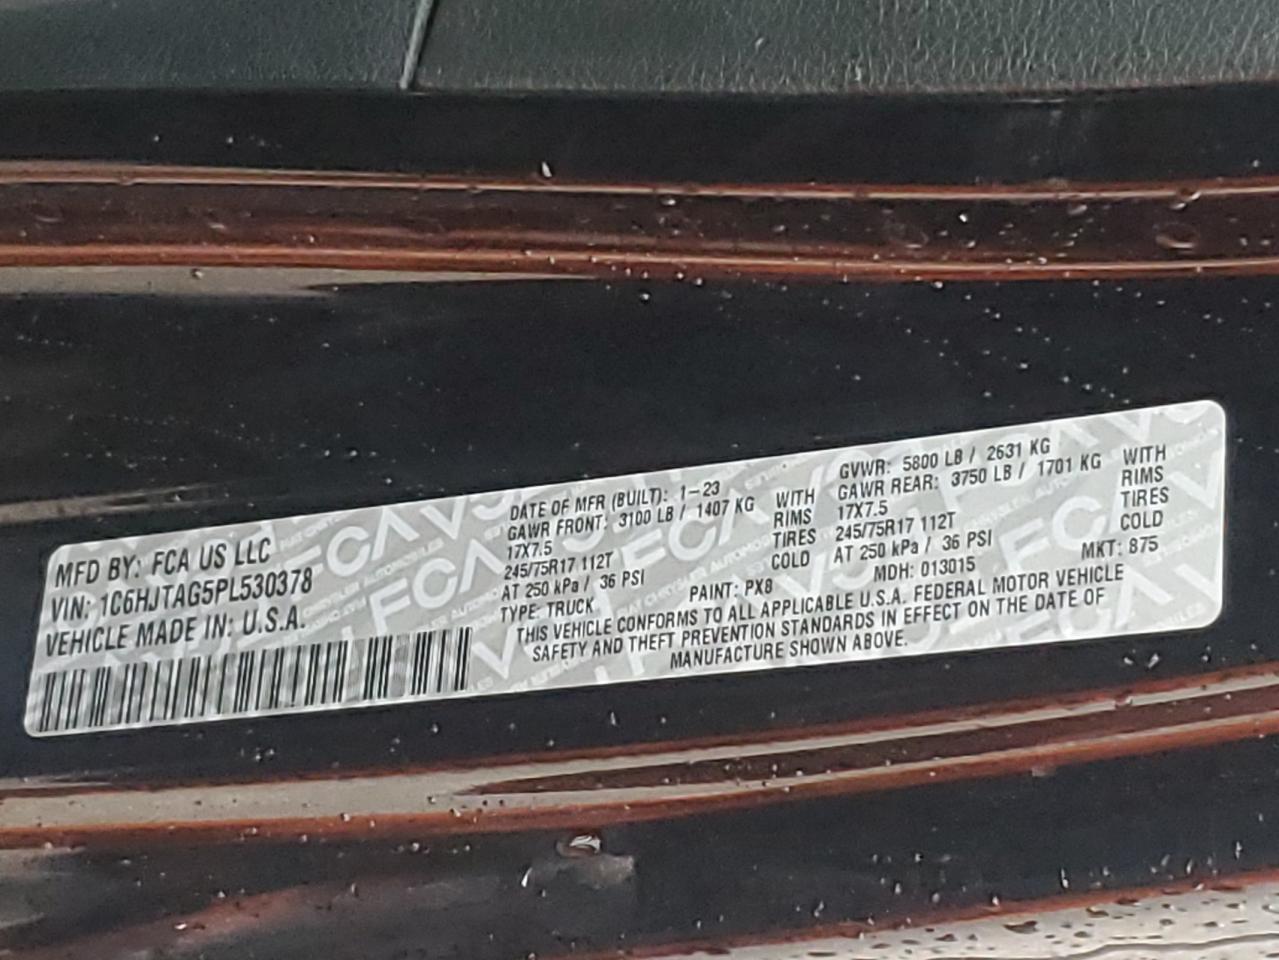 MFD BY: FCA US LLC
VIN: 1C6HJTAG5PL530378
VEHICLE MADE IN: U.S.A.
DATE OF MFR (BUILT): 1-23
GAWR FRONT: 3100 LB / 1407 KG WITH
17X7.5 RIMS
245/75R17 112T TIRES
AT 250 kPa / 36 PSI COLD
TYPE: TRUCK PAINT: PX8
GVWR: 5800 LB / 2631 KG
GAWR REAR: 3750 LB / 1701 KG WITH
17X7.5 RIMS
245/75R17 112T TIRES
AT 250 kPa / 36 PSI COLD
MDH: 013015 MKT: 875
THIS VEHICLE CONFORMS TO ALL APPLICABLE U.S.A. FEDERAL MOTOR VEHICLE
SAFETY AND THEFT PREVENTION STANDARDS IN EFFECT ON THE DATE OF
MANUFACTURE SHOWN ABOVE.